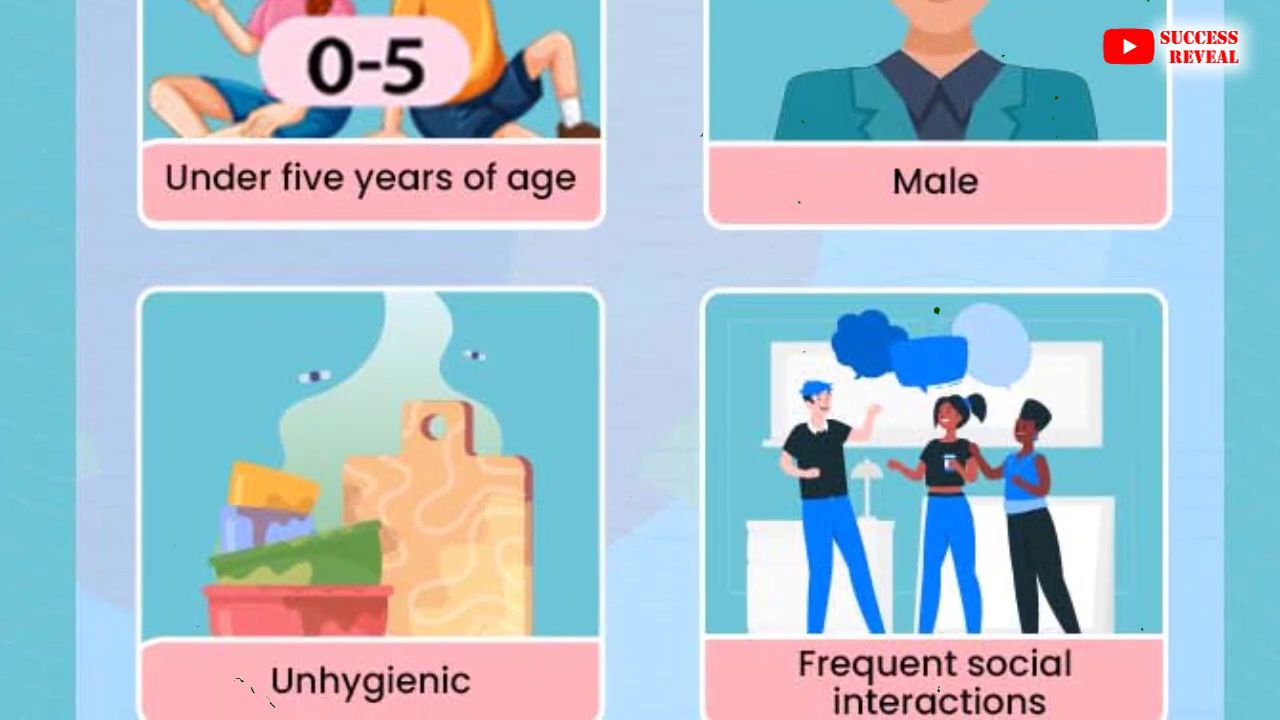 SUCCESS
REVEAL
0-5
Under five years of age
Male
Unhygienic
Frequent social
interactions